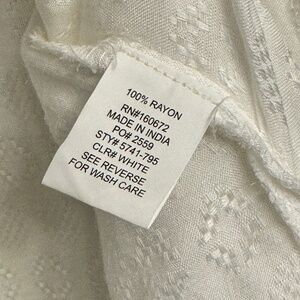 100% RAYON
RN#160672
MADE IN INDIA
PO# 2559
STY# 5741-795
CLR# WHITE
SEE REVERSE
FOR WASH CARE